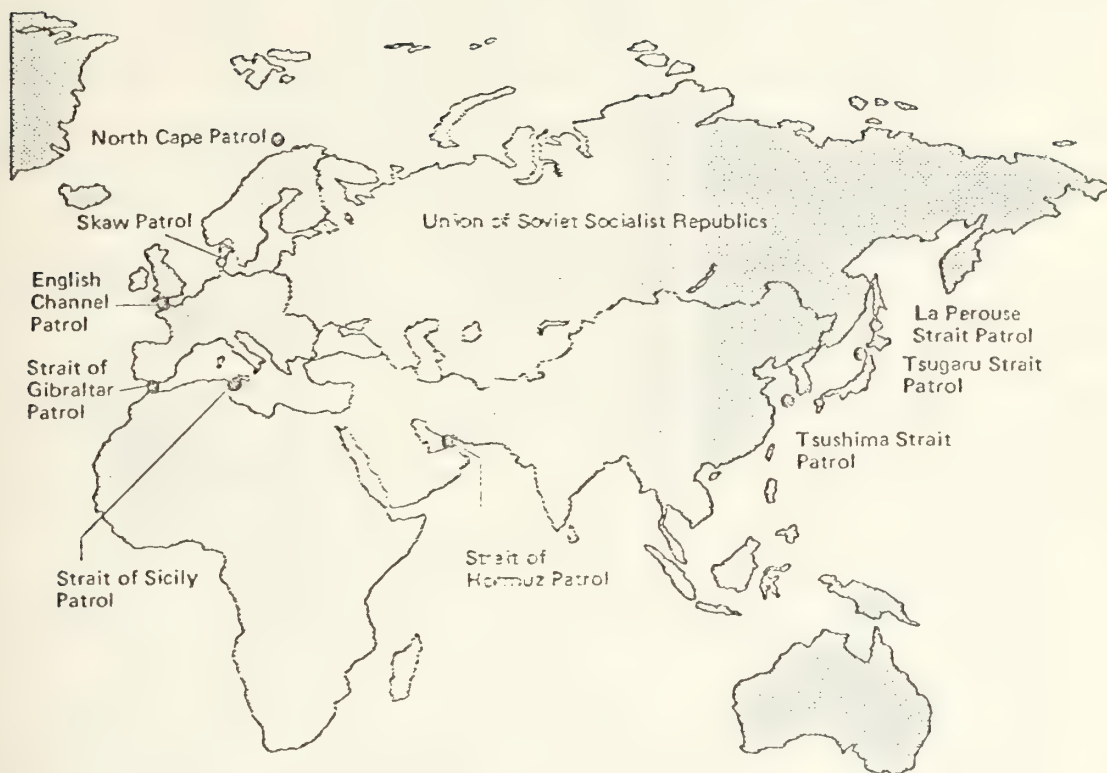 North Cape Patrol
Skaw Patrol
Union of Soviet Socialist Republics
English
Channel
Patrol
La Perouse
Strait Patrol
Strait of
Gibraltar
Patrol
Tsugaru Strait
Patrol
Tsushima Strait
Patrol
Strait of Sicily
Patrol
Strait of
Hormuz Patrol